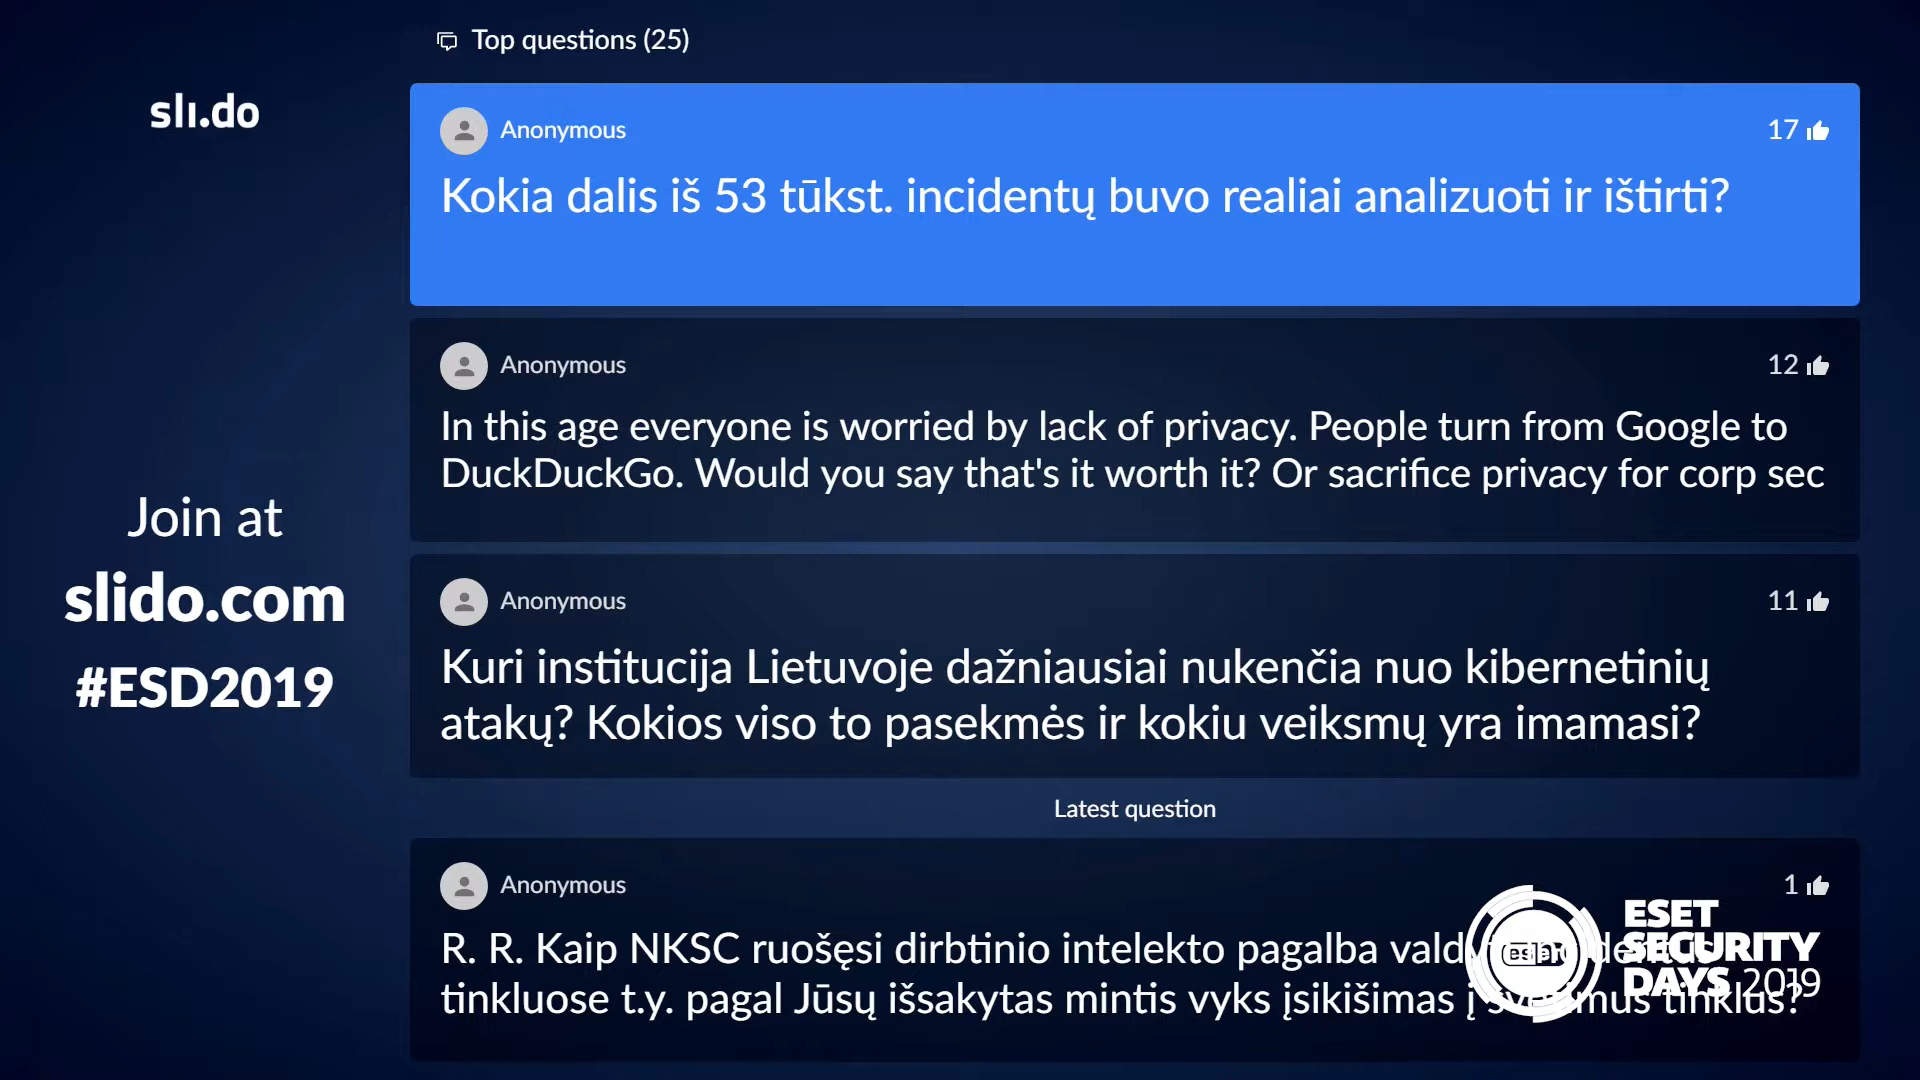 Top questions (25)
sli.do
Anonymous
17
Kokia dalis iš 53 tūkst. incidentų buvo realiai analizuoti ir ištirti?
Anonymous
12
In this age everyone is worried by lack of privacy. People turn from Google to
DuckDuckGo. Would you say that's it worth it? Or sacrifice privacy for corp sec
Join at
slido.com
#ESD2019
Anonymous
11
Kuri institucija Lietuvoje dažniausiai nukenčia nuo kibernetinių
atakų? Kokios viso to pasekmės ir kokiu veiksmų yra imamasi?
Latest question
Anonymous
1
R. R. Kaip NKSC ruošęsi dirbtinio intelekto pagalba
tinkluose t.y. pagal Jūsų išsakytas mintis vyks įsikišimas į svetimus tinklus?
eset
ESET
SECURITY
DAYS 2019